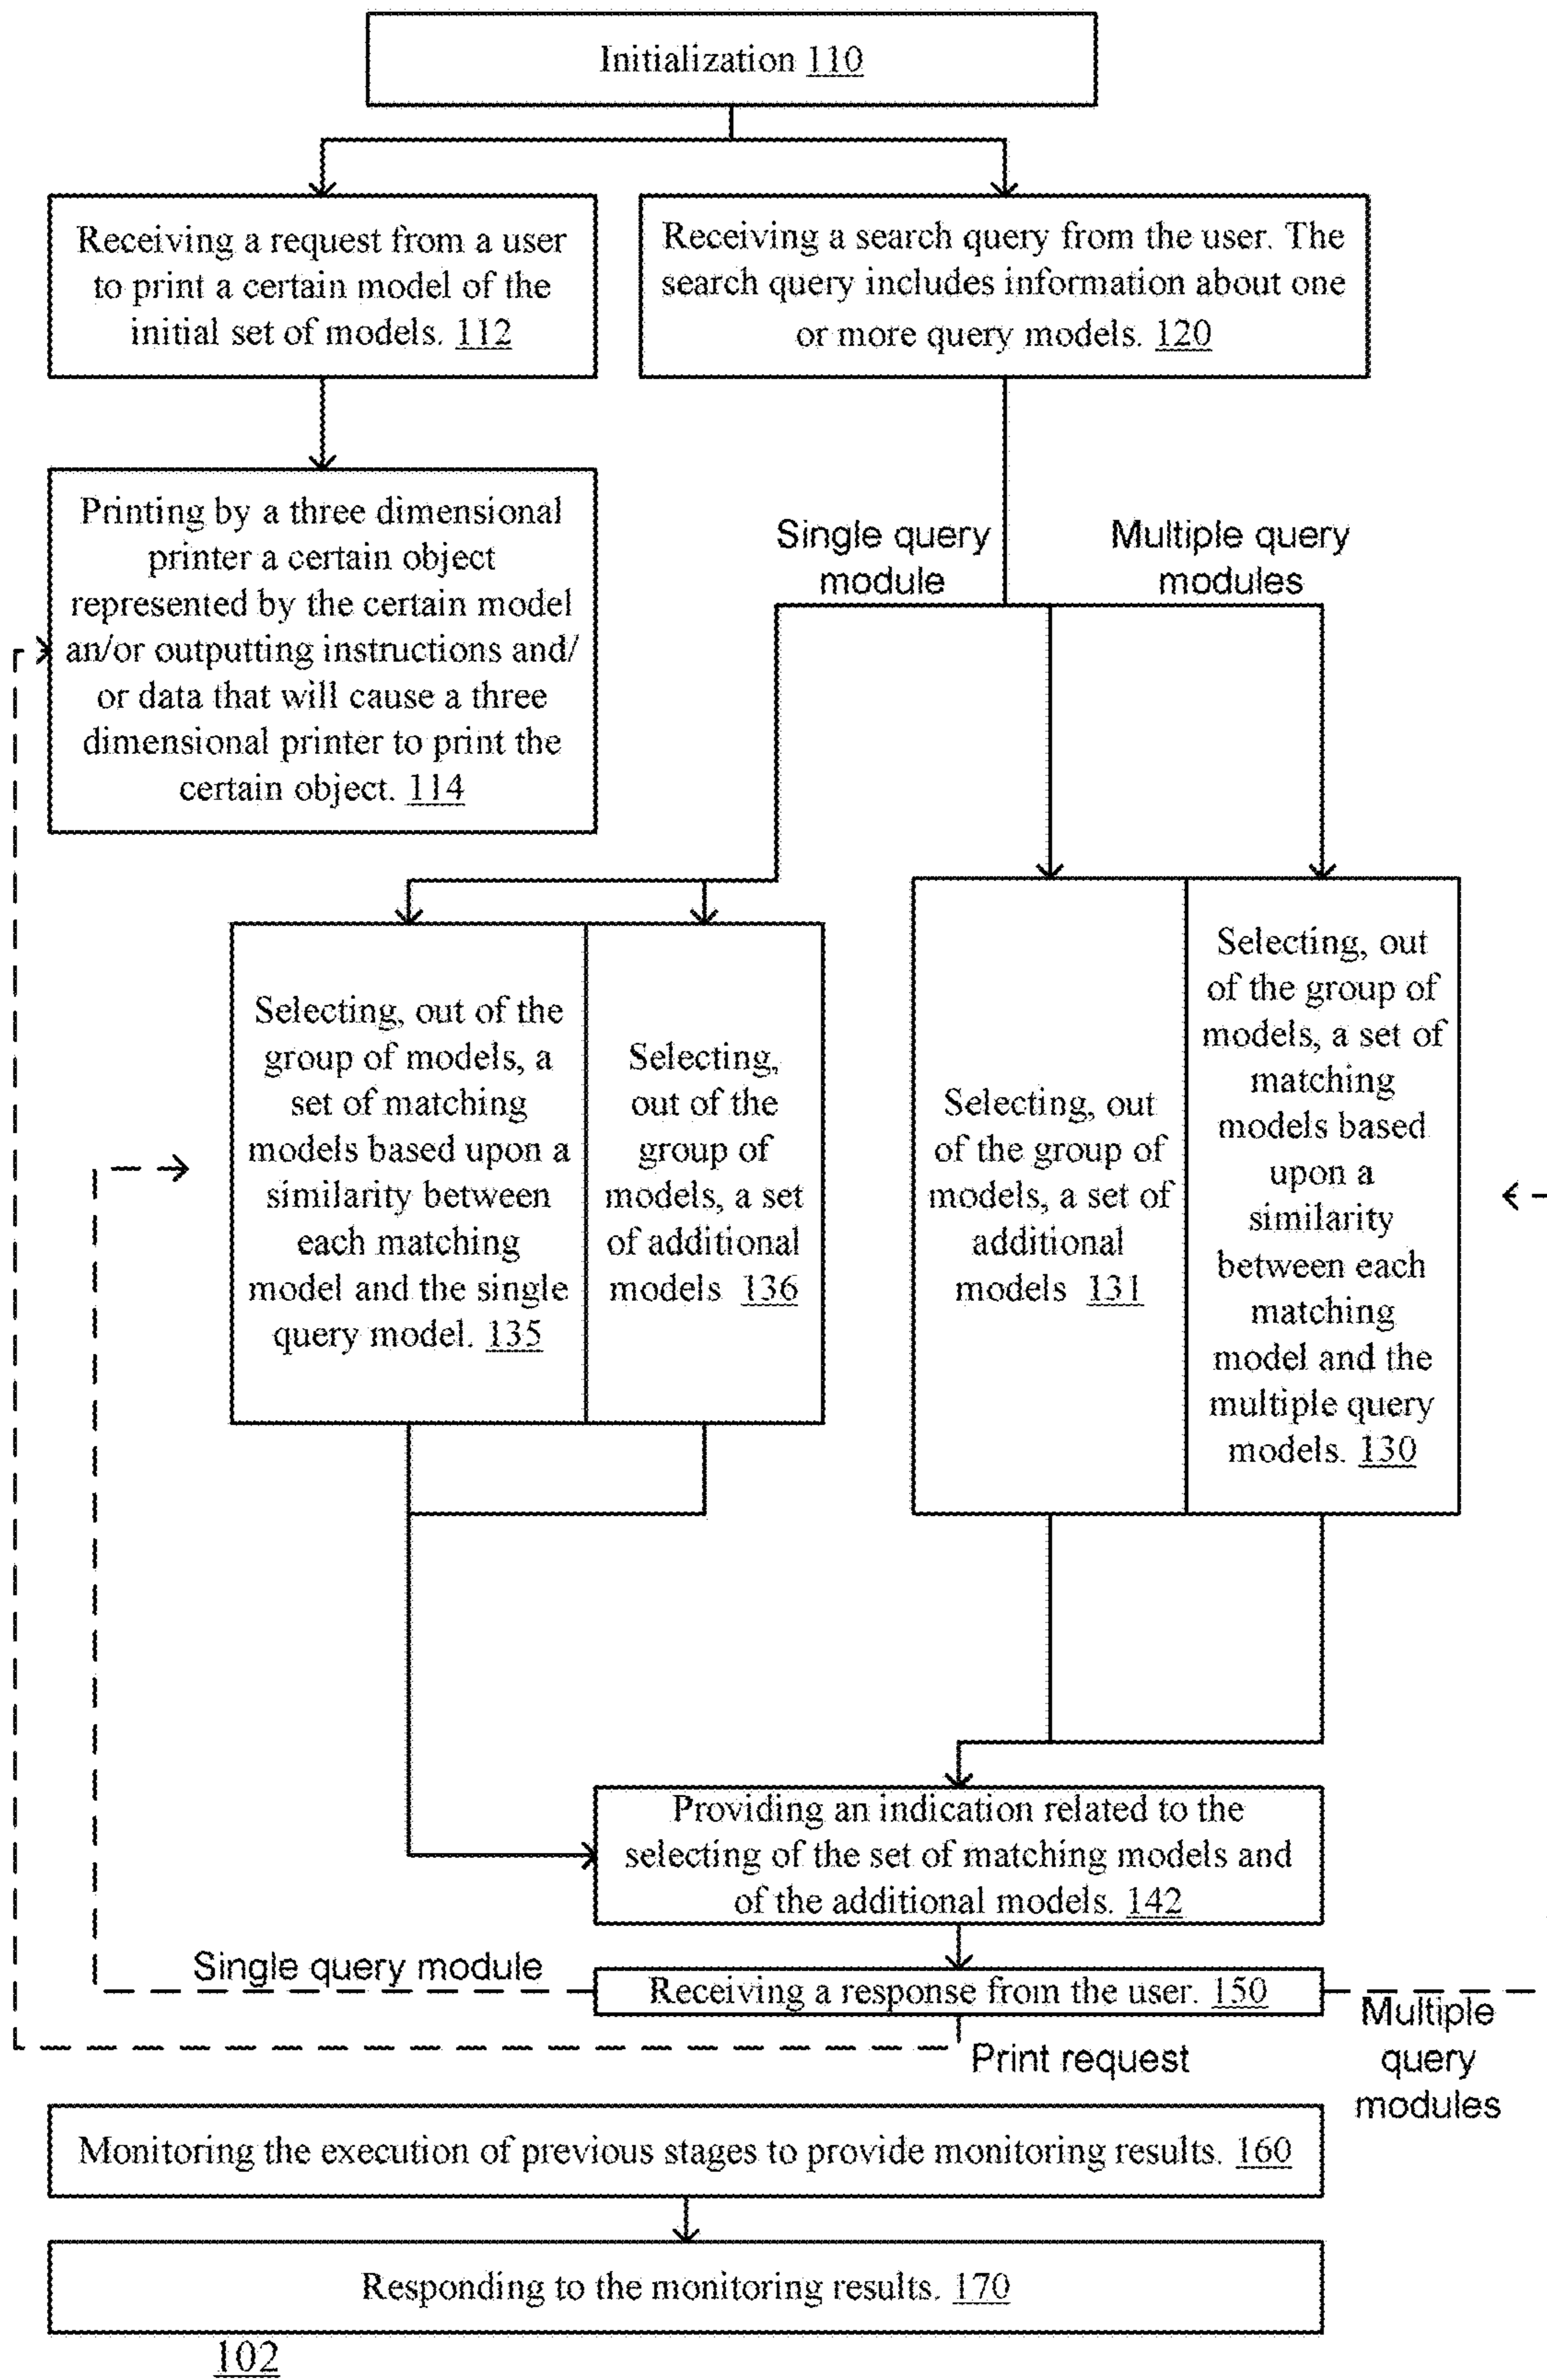 Initialization 110
Receiving a request from a user
to print a certain model of the
initial set of models. 112
Receiving a search query from the user. The
search query includes information about one
or more query models. 120
Printing by a three dimensional
printer a certain object
represented by the certain model
an/or outputting instructions and/
or data that will cause a three
dimensional printer to print the
certain object. 114
Single query
module
Multiple query
modules
Selecting, out of the
group of models, a
set of matching
models based upon a
similarity between
each matching
model and the single
query model. 135
Selecting,
out of the
group of
models, a set
of additional
models 136
Selecting, out
of the group of
models, a set of
additional
models 131
Selecting, out
of the group of
models, a set of
matching
models based
upon a
similarity
between each
matching
model and the
multiple query
models. 130
Providing an indication related to the
selecting of the set of matching models and
of the additional models. 142
Single query module
Receiving a response from the user. 150
Multiple
query
modules
Print request
Monitoring the execution of previous stages to provide monitoring results. 160
Responding to the monitoring results. 170
102